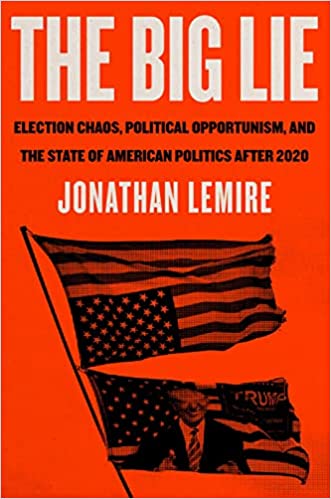 THE BIG LIE
ELECTION CHAOS, POLITICAL OPPORTUNISM, AND
THE STATE OF AMERICAN POLITICS AFTER 2020
JONATHAN LEMIRE
TRUMP